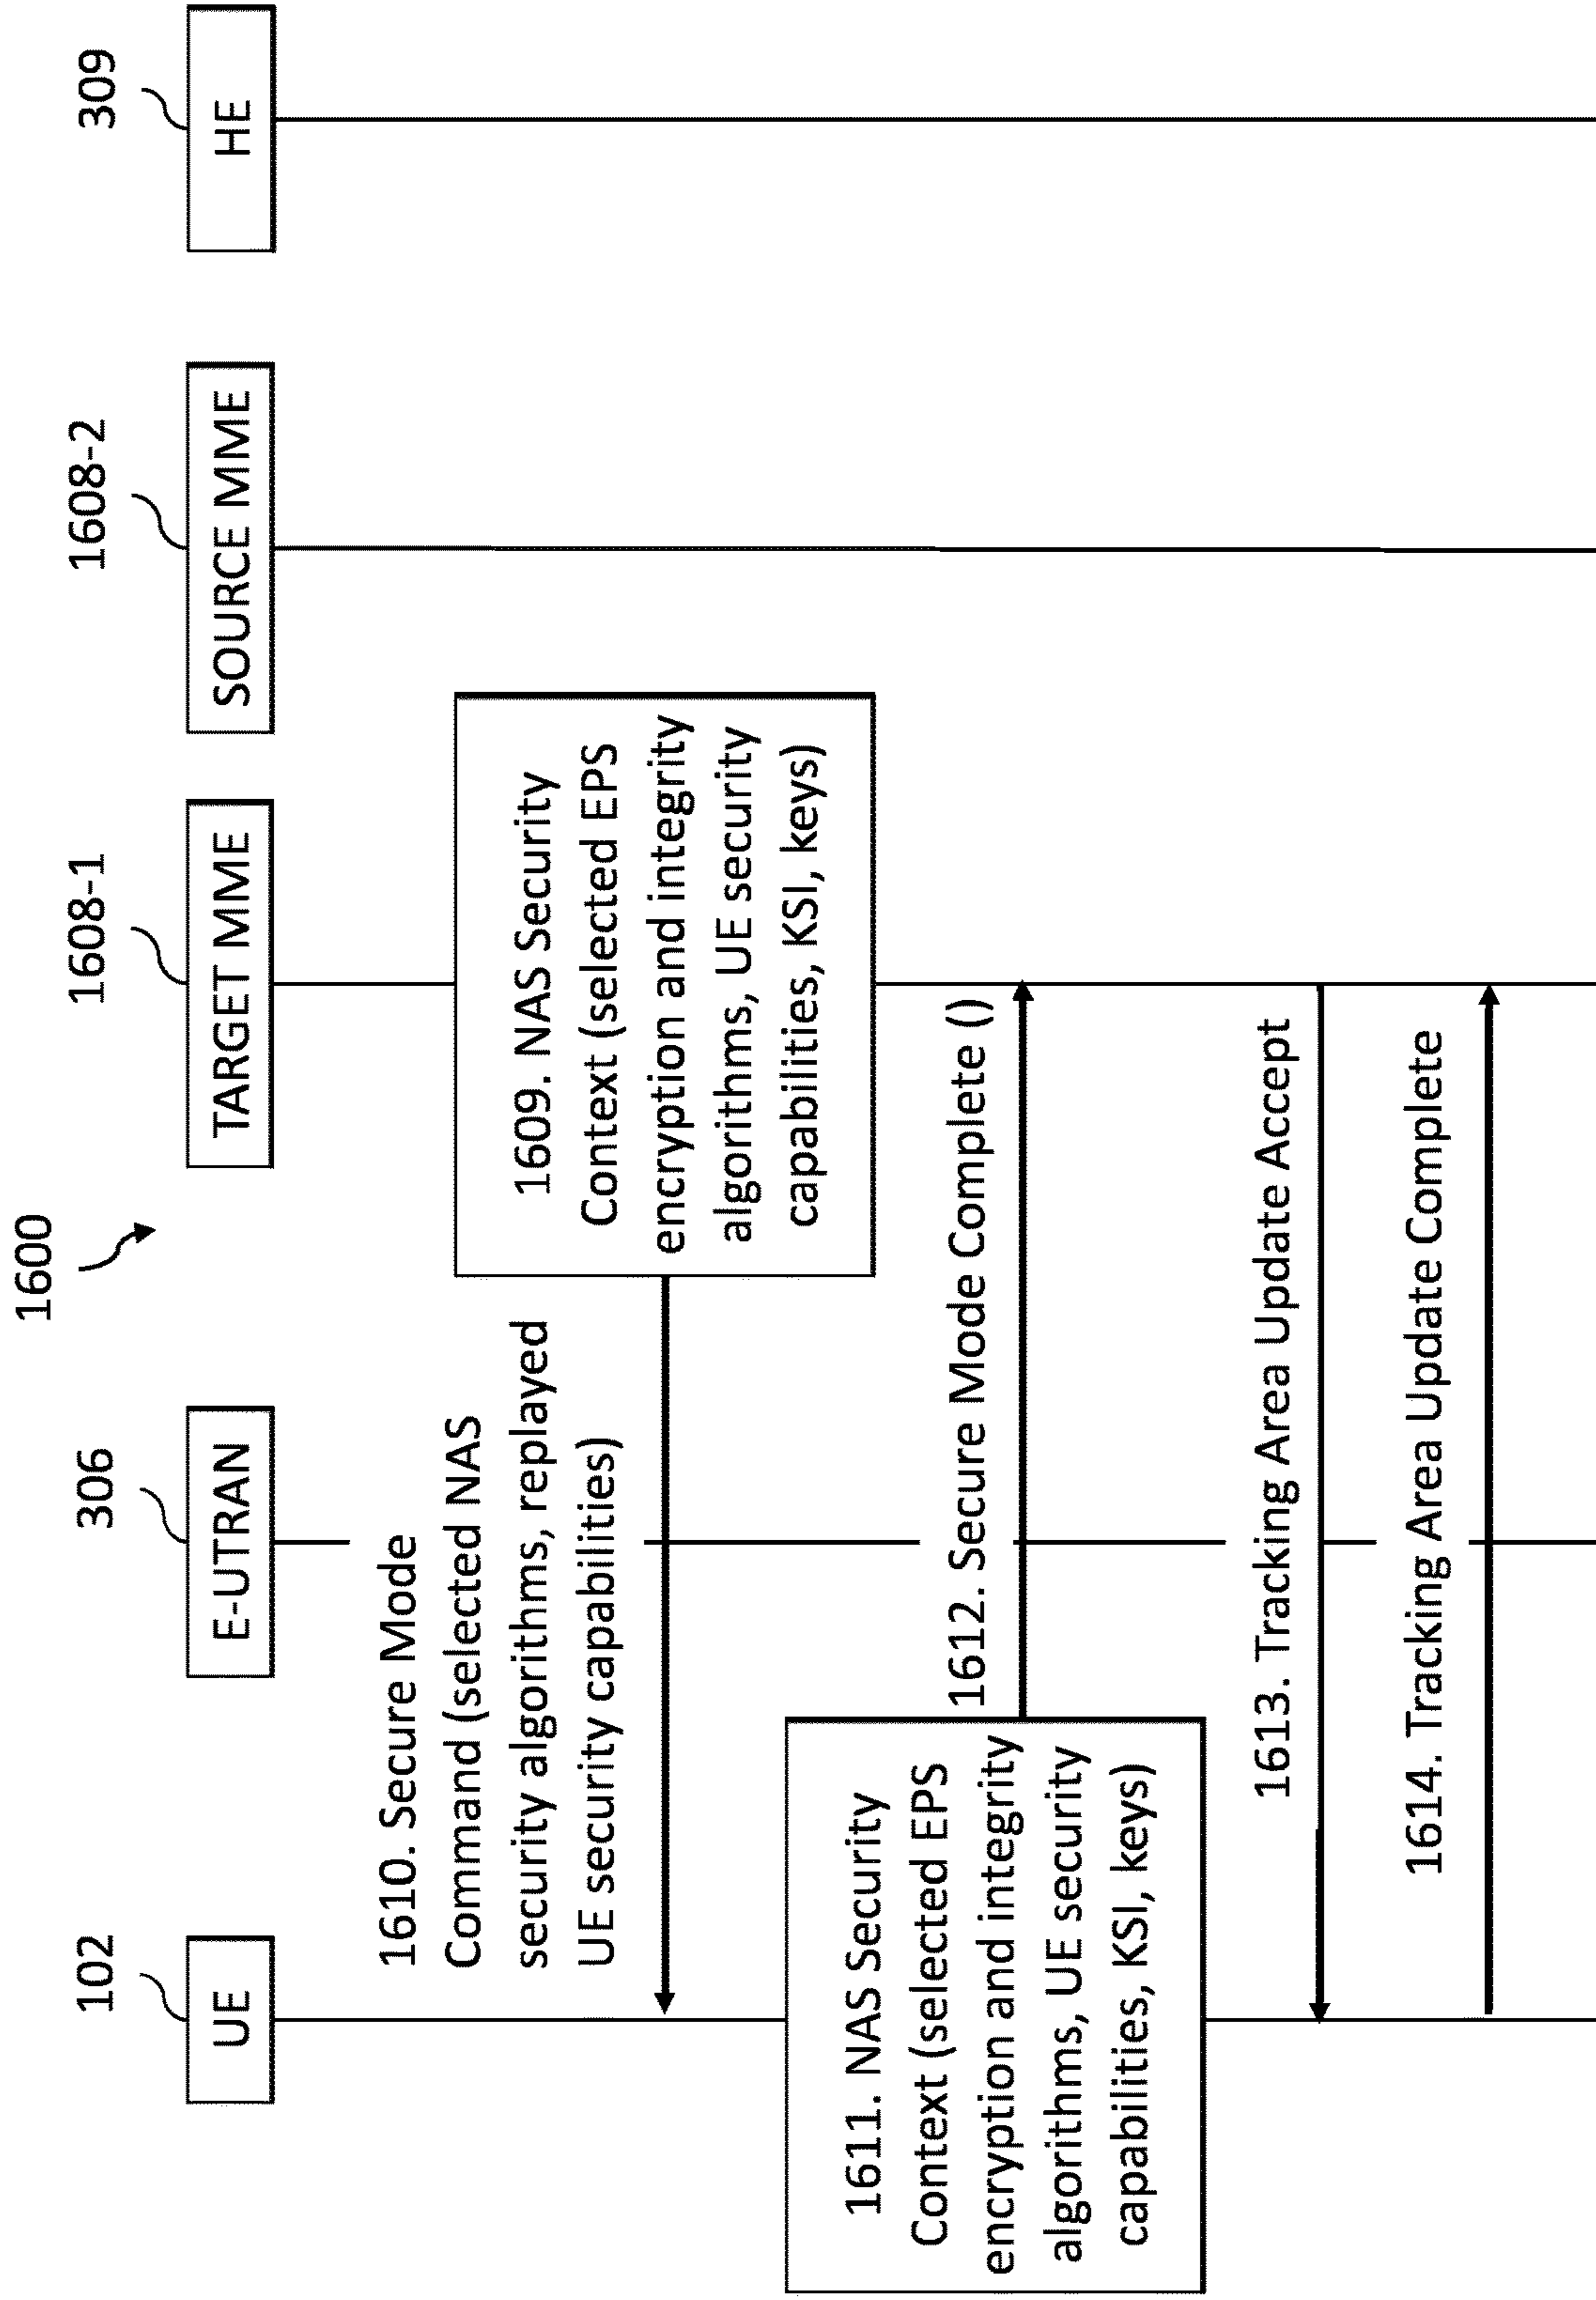 1600
102
306
1608-1
1608-2
309
UE
E-UTRAN
TARGET MME
SOURCE MME
HE
1609. NAS Security
Context (selected EPS
encryption and integrity
algorithms, UE security
capabilities, KSI, keys)
1610. Secure Mode
Command (selected NAS
security algorithms, replayed
UE security capabilities)
1611. NAS Security
Context (selected EPS
encryption and integrity
algorithms, UE security
capabilities, KSI, keys)
1612. Secure Mode Complete ()
1613. Tracking Area Update Accept
1614. Tracking Area Update Complete